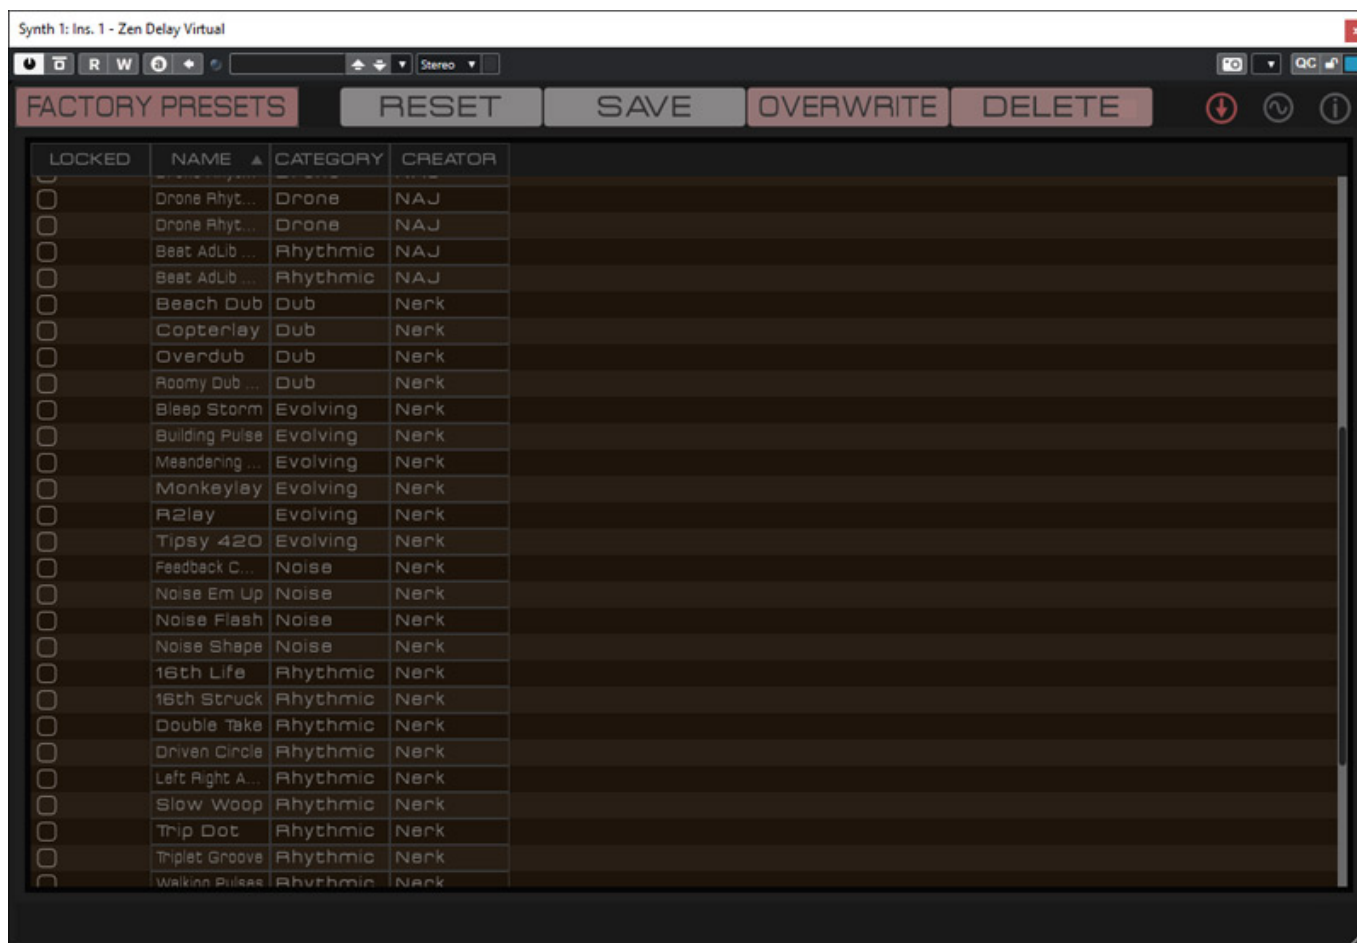 Synth 1: Ins. 1 - Zen Delay Virtual
R W Stereo QC
FACTORY PRESETS RESET SAVE OVERWRITE DELETE
LOCKED NAME CATEGORY CREATOR
Drone Rhyt... Drone NAJ
Drone Rhyt... Drone NAJ
Beat AdLib ... Rhythmic NAJ
Beat AdLib ... Rhythmic NAJ
Beach Dub Dub Nerk
Copterlay Dub Nerk
Overdub Dub Nerk
Roomy Dub ... Dub Nerk
Bleep Storm Evolving Nerk
Building Pulse Evolving Nerk
Meandering ... Evolving Nerk
Monkeylay Evolving Nerk
R2lay Evolving Nerk
Tipsy 420 Evolving Nerk
Feedback C... Noise Nerk
Noise Em Up Noise Nerk
Noise Flash Noise Nerk
Noise Shape Noise Nerk
16th Life Rhythmic Nerk
16th Struck Rhythmic Nerk
Double Take Rhythmic Nerk
Driven Circle Rhythmic Nerk
Left Right A... Rhythmic Nerk
Slow Woop Rhythmic Nerk
Trip Dot Rhythmic Nerk
Triplet Groove Rhythmic Nerk
Walking Pulses Rhythmic Nerk